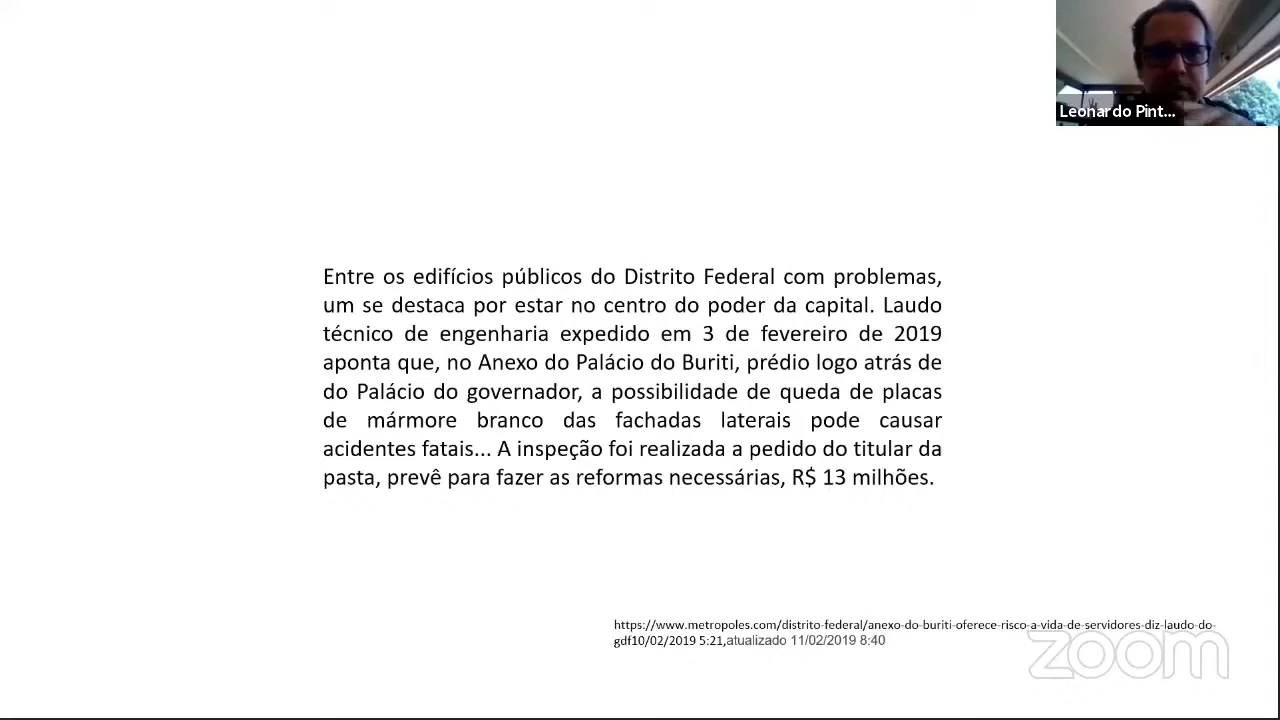 Leonardo Pint...
Entre os edifícios públicos do Distrito Federal com problemas,
um se destaca por estar no centro do poder da capital. Laudo
técnico de engenharia expedido em 3 de fevereiro de 2019
aponta que, no Anexo do Palácio do Buriti, prédio logo atrás de
do Palácio do governador, a possibilidade de queda de placas
de mármore branco das fachadas laterais pode causar
acidentes fatais... A inspeção foi realizada a pedido do titular da
pasta, prevê para fazer as reformas necessárias, R$ 13 milhões.
https://www.metropoles.com/distrito-federal/anexo-do-buriti-oferece-risco-a-vida-de-servidores-diz-laudo-do-
gdf10/02/2019 5:21,atualizado 11/02/2019 8:40
zoom